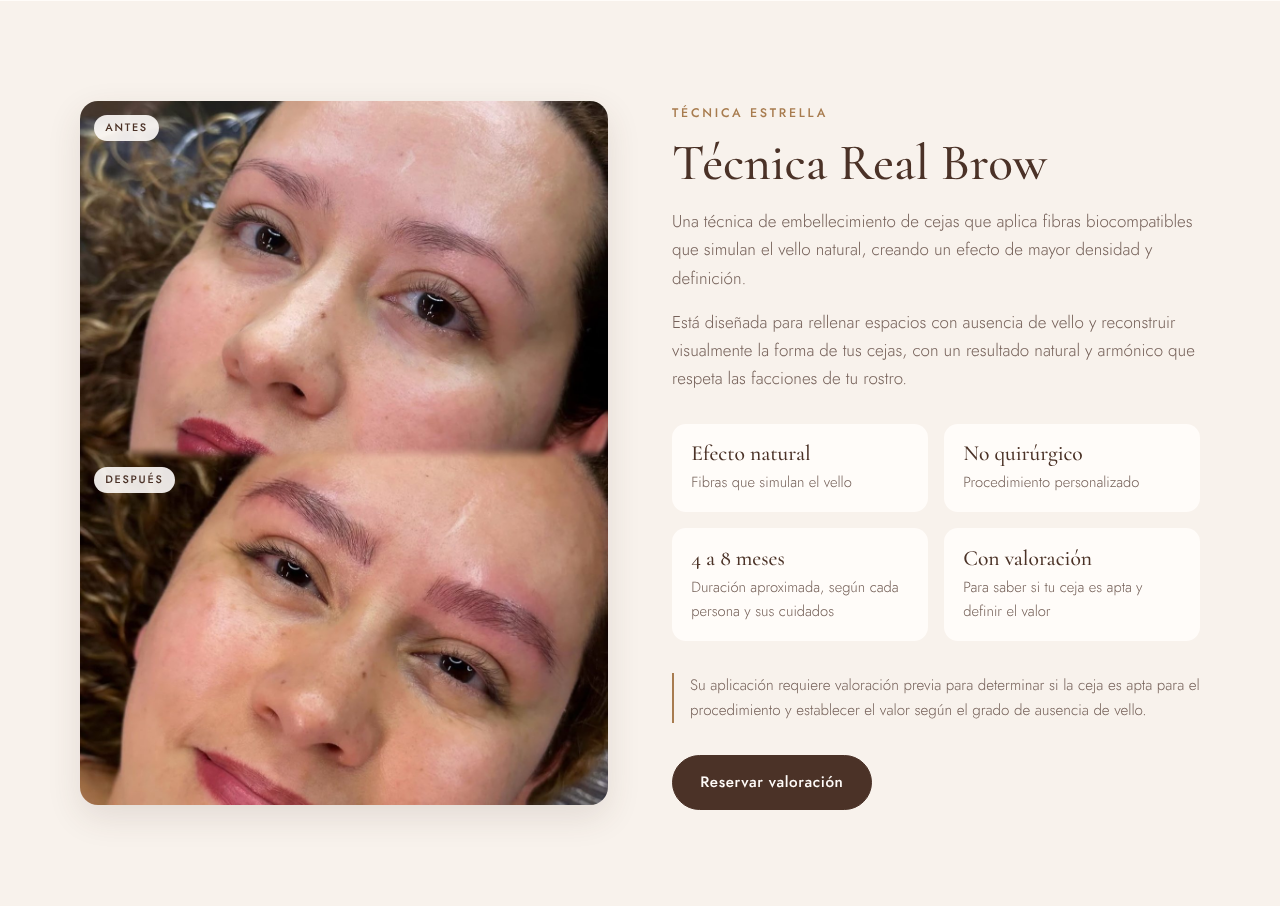 ANTES
DESPUÉS
TÉCNICA ESTRELLA
Técnica Real Brow
Una técnica de embellecimiento de cejas que aplica fibras biocompatibles
que simulan el vello natural, creando un efecto de mayor densidad y
definición.
Está diseñada para rellenar espacios con ausencia de vello y reconstruir
visualmente la forma de tus cejas, con un resultado natural y armónico que
respeta las facciones de tu rostro.
Efecto natural
Fibras que simulan el vello
No quirúrgico
Procedimiento personalizado
4 a 8 meses
Duración aproximada, según cada
persona y sus cuidados
Con valoración
Para saber si tu ceja es apta y
definir el valor
Su aplicación requiere valoración previa para determinar si la ceja es apta para el
procedimiento y establecer el valor según el grado de ausencia de vello.
Reservar valoración